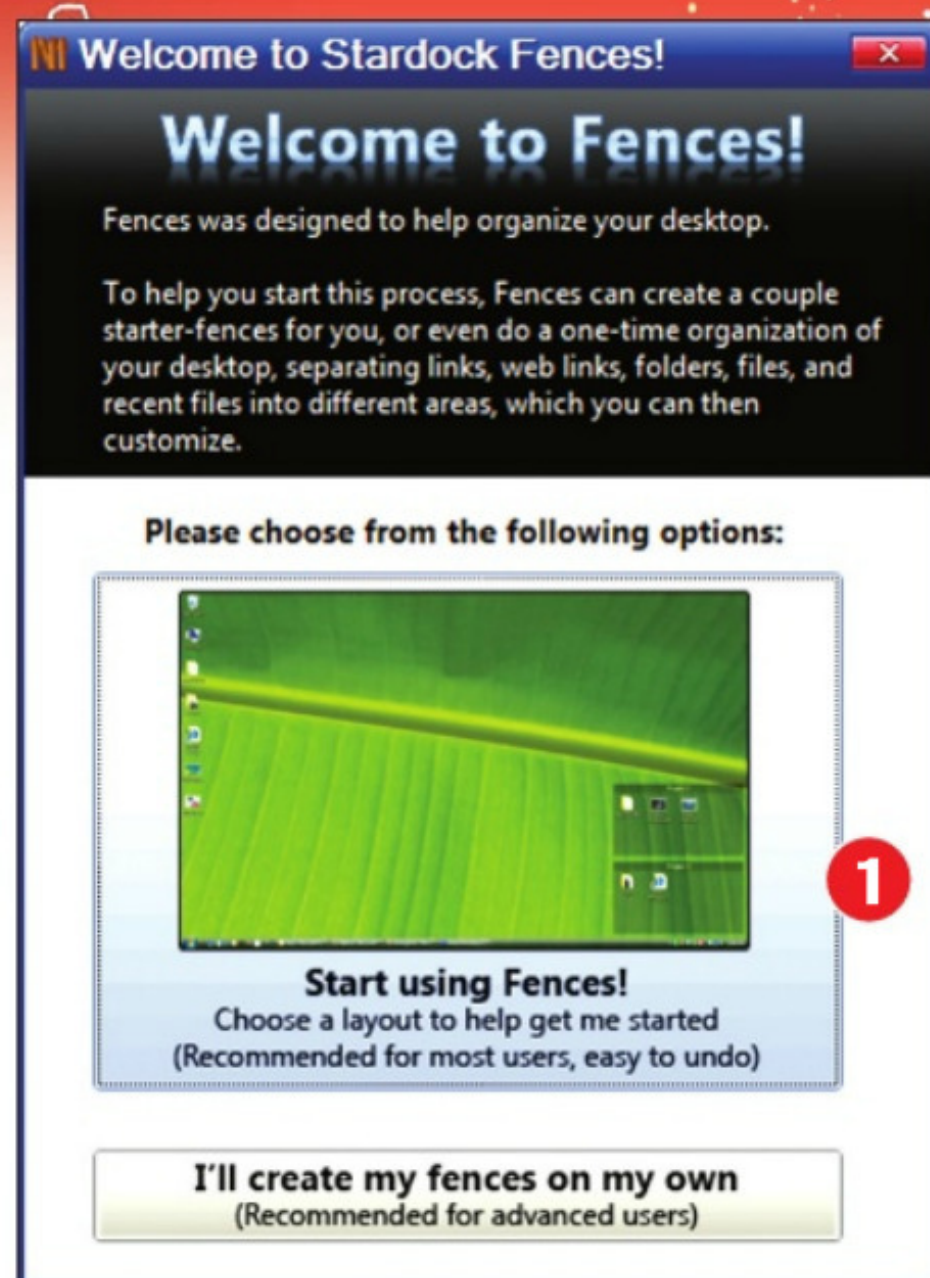 Welcome to Stardock Fences!
Welcome to Fences!
Fences was designed to help organize your desktop.
To help you start this process, Fences can create a couple
starter-fences for you, or even do a one-time organization of
your desktop, separating links, web links, folders, files, and
recent files into different areas, which you can then
customize.
Please choose from the following options:
1
Start using Fences!
Choose a layout to help get me started
(Recommended for most users, easy to undo)
I'll create my fences on my own
(Recommended for advanced users)